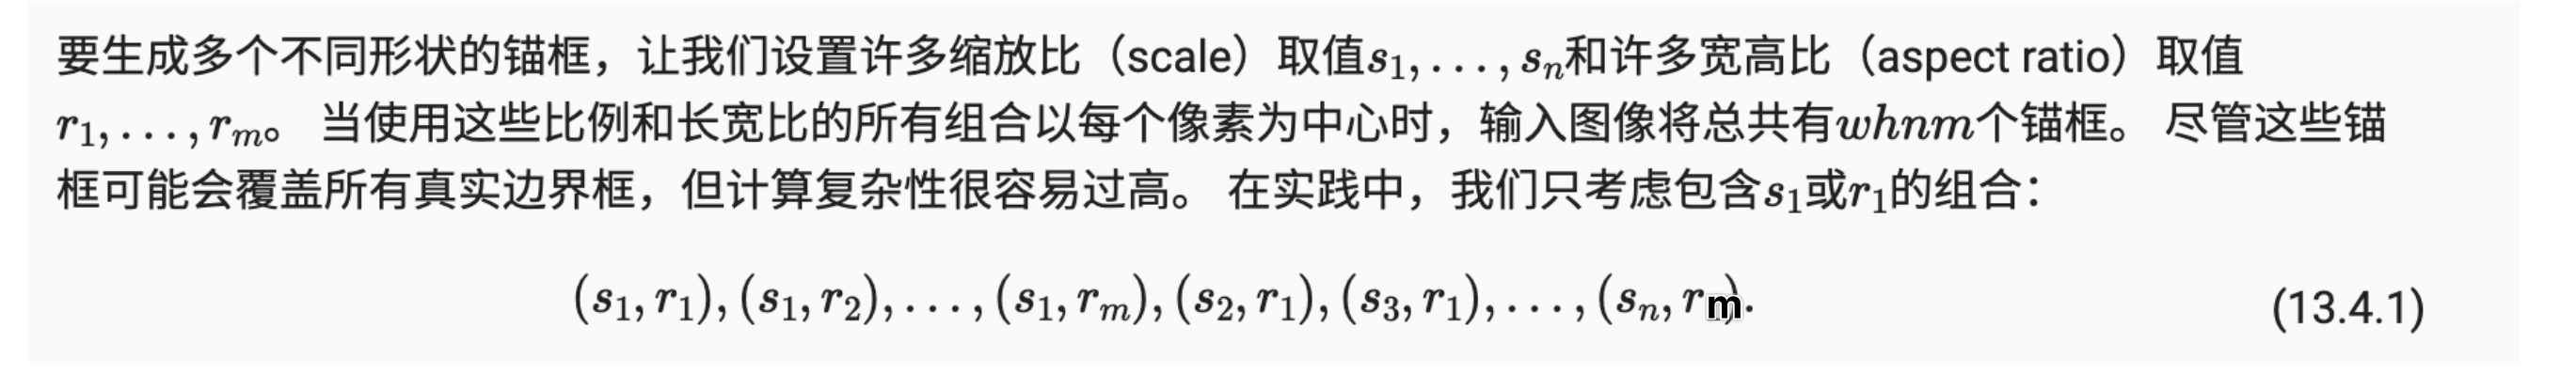 要生成多个不同形状的锚框，让我们设置许多缩放比（scale）取值$s_1,\ldots,s_n$和许多宽高比（aspect ratio）取值
$r_1,\ldots,r_m$。 当使用这些比例和长宽比的所有组合以每个像素为中心时，输入图像将总共有$whnm$个锚框。 尽管这些锚
框可能会覆盖所有真实边界框，但计算复杂性很容易过高。 在实践中，我们只考虑包含$s_1$或$r_1$的组合：
$(s_1,r_1),(s_1,r_2),\ldots,(s_1,r_m),(s_2,r_1),(s_3,r_1),\ldots,(s_n,r_m).$ (13.4.1)